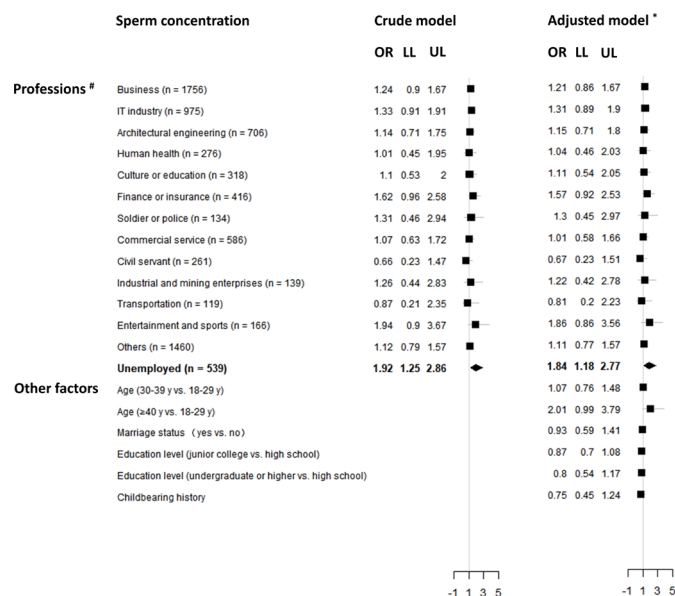 Sperm concentration Crude model Adjusted model *
OR LL UL OR LL UL
Professions #
Business (n = 1756) 1.24 0.9 1.67 1.21 0.86 1.67
IT industry (n = 975) 1.33 0.91 1.91 1.31 0.89 1.9
Architectural engineering (n = 706) 1.14 0.71 1.75 1.15 0.71 1.8
Human health (n = 276) 1.01 0.45 1.95 1.04 0.46 2.03
Culture or education (n = 318) 1.1 0.53 2 1.11 0.54 2.05
Finance or insurance (n = 416) 1.62 0.96 2.58 1.57 0.92 2.53
Soldier or police (n = 134) 1.31 0.46 2.94 1.3 0.45 2.97
Commercial service (n = 586) 1.07 0.63 1.72 1.01 0.58 1.66
Civil servant (n = 261) 0.66 0.23 1.47 0.67 0.23 1.51
Industrial and mining enterprises (n = 139) 1.26 0.44 2.83 1.22 0.42 2.78
Transportation (n = 119) 0.87 0.21 2.35 0.81 0.2 2.23
Entertainment and sports (n = 166) 1.94 0.9 3.67 1.86 0.86 3.56
Others (n = 1460) 1.12 0.79 1.57 1.11 0.77 1.57
Unemployed (n = 539) 1.92 1.25 2.86 1.84 1.18 2.77
Other factors
Age (30-39 y vs. 18-29 y) 1.07 0.76 1.48
Age (≥40 y vs. 18-29 y) 2.01 0.99 3.79
Marriage status （yes vs. no） 0.93 0.59 1.41
Education level (junior college vs. high school) 0.87 0.7 1.08
Education level (undergraduate or higher vs. high school) 0.8 0.54 1.17
Childbearing history 0.75 0.45 1.24
-1 1 3 5 -1 1 3 5